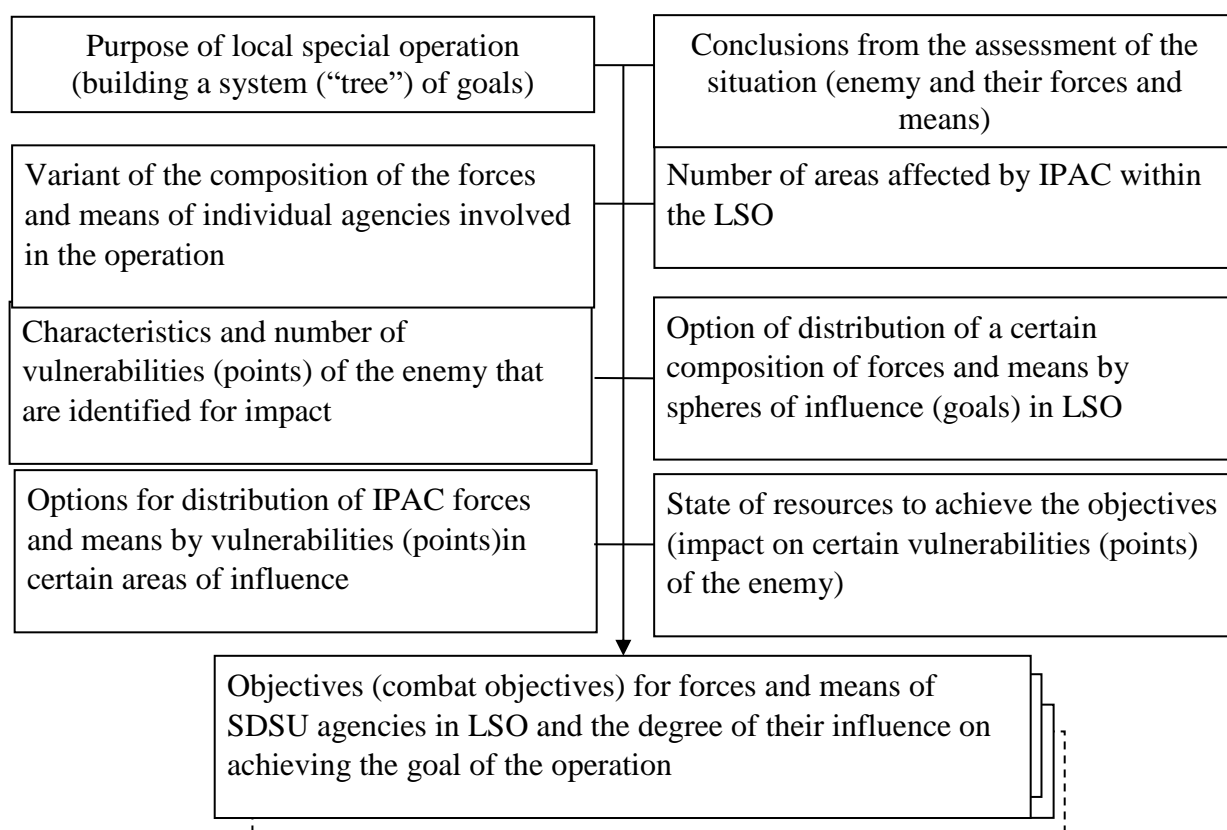 Purpose of local special operation
(building a system (“tree”) of goals)
Conclusions from the assessment of the
situation (enemy and their forces and
means)
Variant of the composition of the forces
and means of individual agencies involved
in the operation
Number of areas affected by IPAC within
the LSO
Characteristics and number of
vulnerabilities (points) of the enemy that
are identified for impact
Option of distribution of a certain
composition of forces and means by
spheres of influence (goals) in LSO
Options for distribution of IPAC forces
and means by vulnerabilities (points)in
certain areas of influence
State of resources to achieve the objectives
(impact on certain vulnerabilities (points)
of the enemy)
Objectives (combat objectives) for forces and means of
SDSU agencies in LSO and the degree of their influence on
achieving the goal of the operation